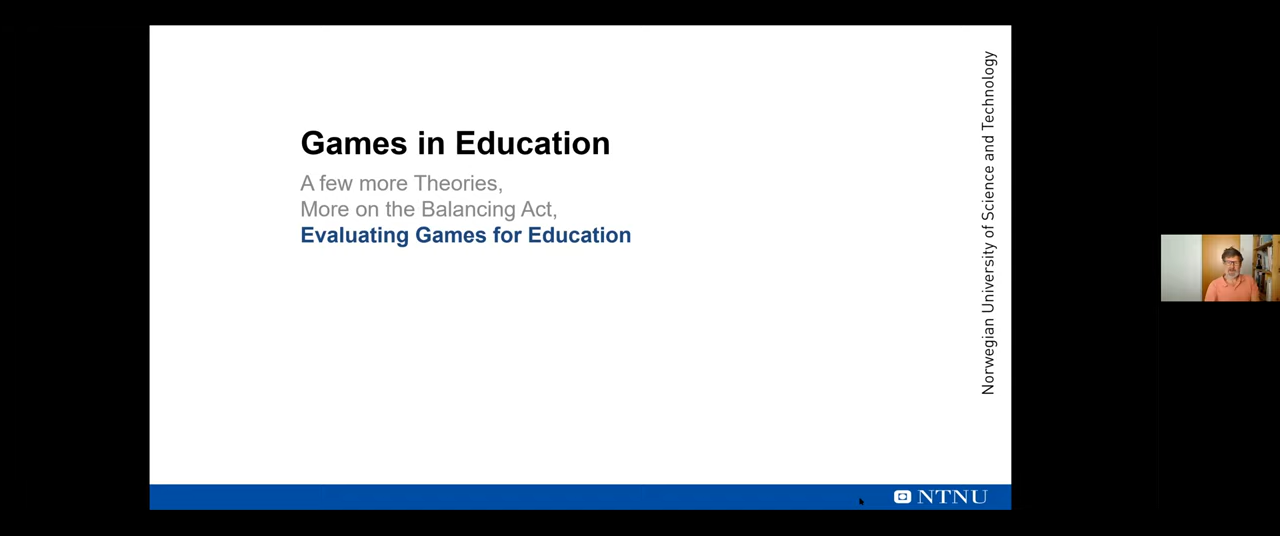 Games in Education
A few more Theories,
More on the Balancing Act,
Evaluating Games for Education
Norwegian University of Science and Technology
NTNU